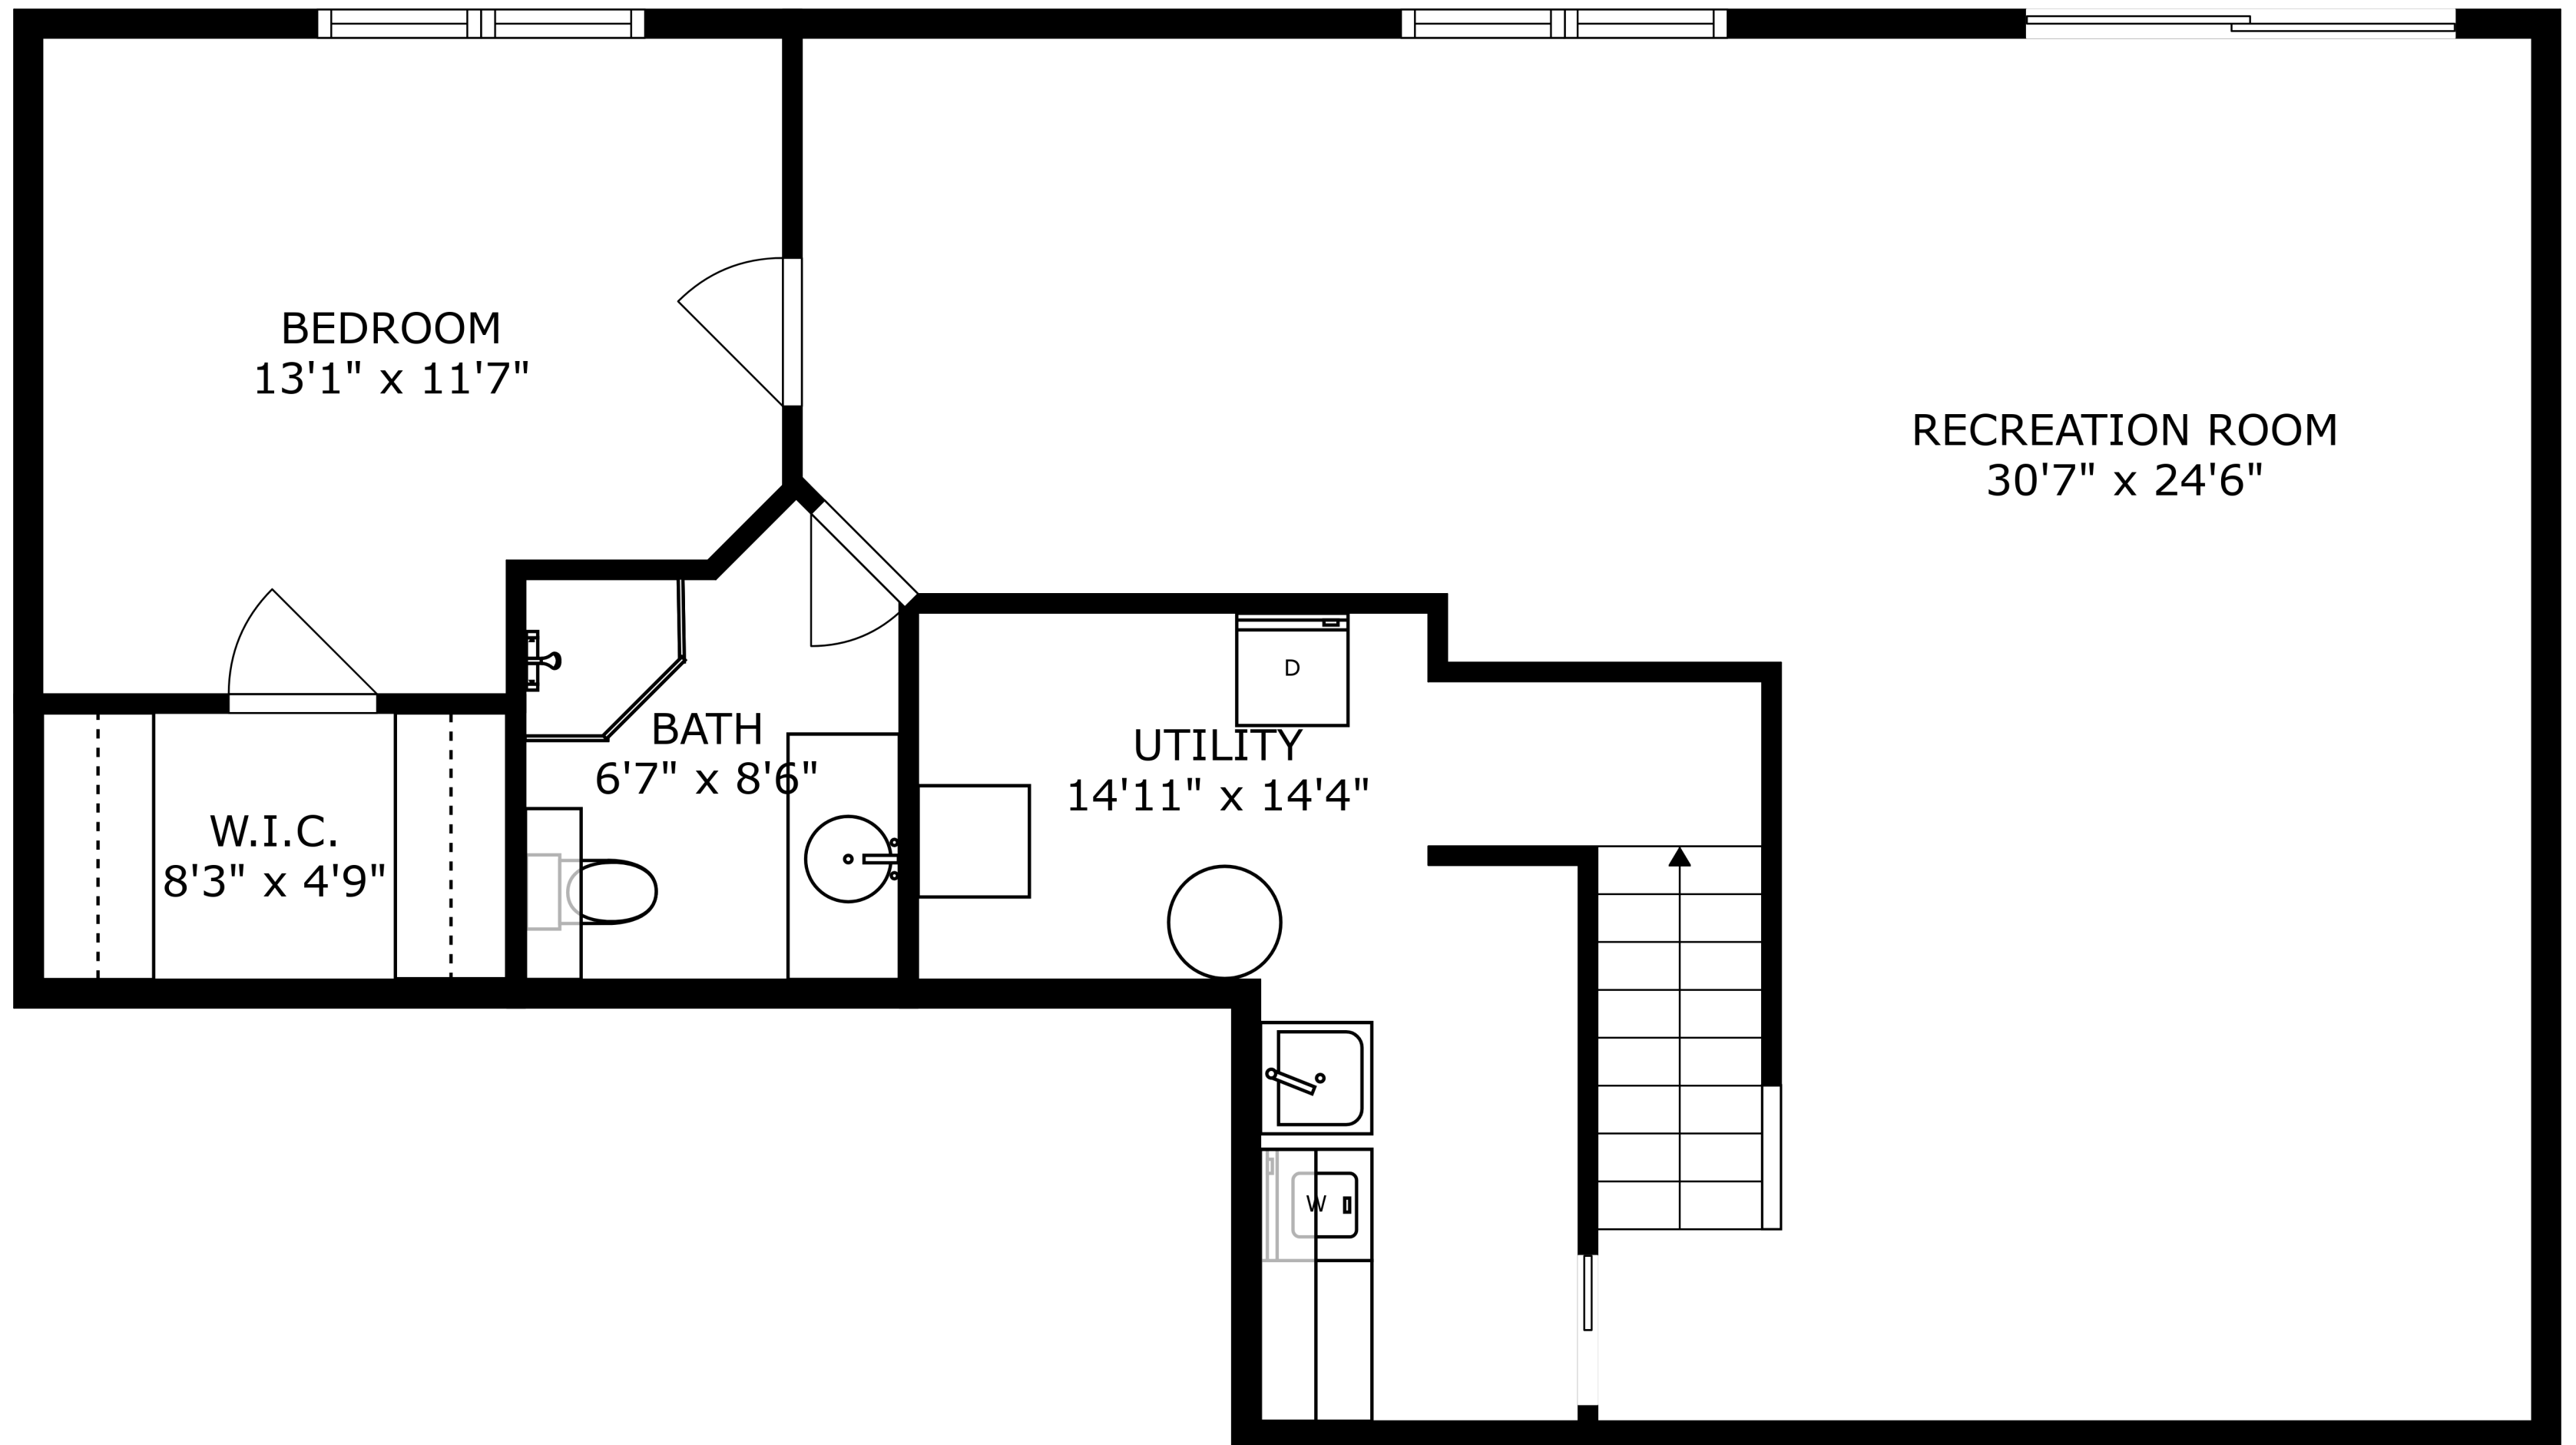 BEDROOM
13'1" x 11'7"
RECREATION ROOM
30'7" x 24'6"
D
BATH
6'7" x 8'6"
UTILITY
14'11" x 14'4"
W.I.C.
8'3" x 4'9"
W